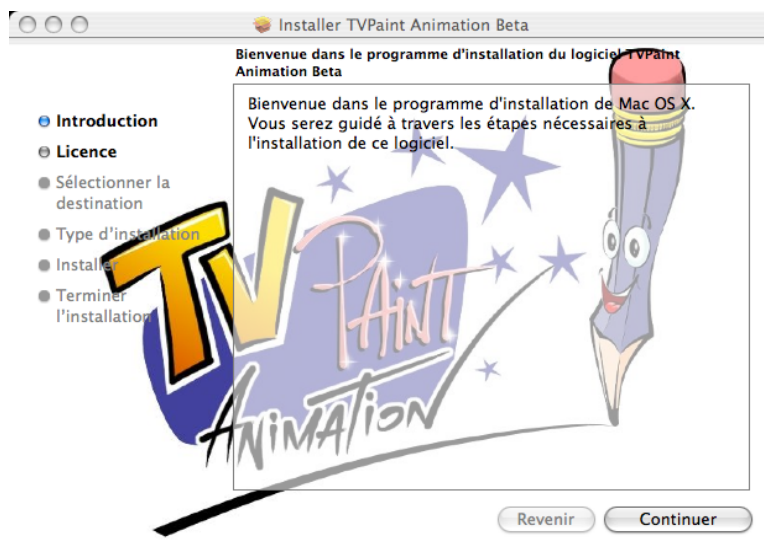 Installer TVPaint Animation Beta
Bienvenue dans le programme d'installation du logiciel TVPaint
Animation Beta
Introduction
Licence
Sélectionner la
destination
Type d'installation
Installer
Terminer
l'installation
Bienvenue dans le programme d'installation de Mac OS X.
Vous serez guidé à travers les étapes nécessaires à
l'installation de ce logiciel.
TV PAiNT
ANiMATiON
Revenir
Continuer